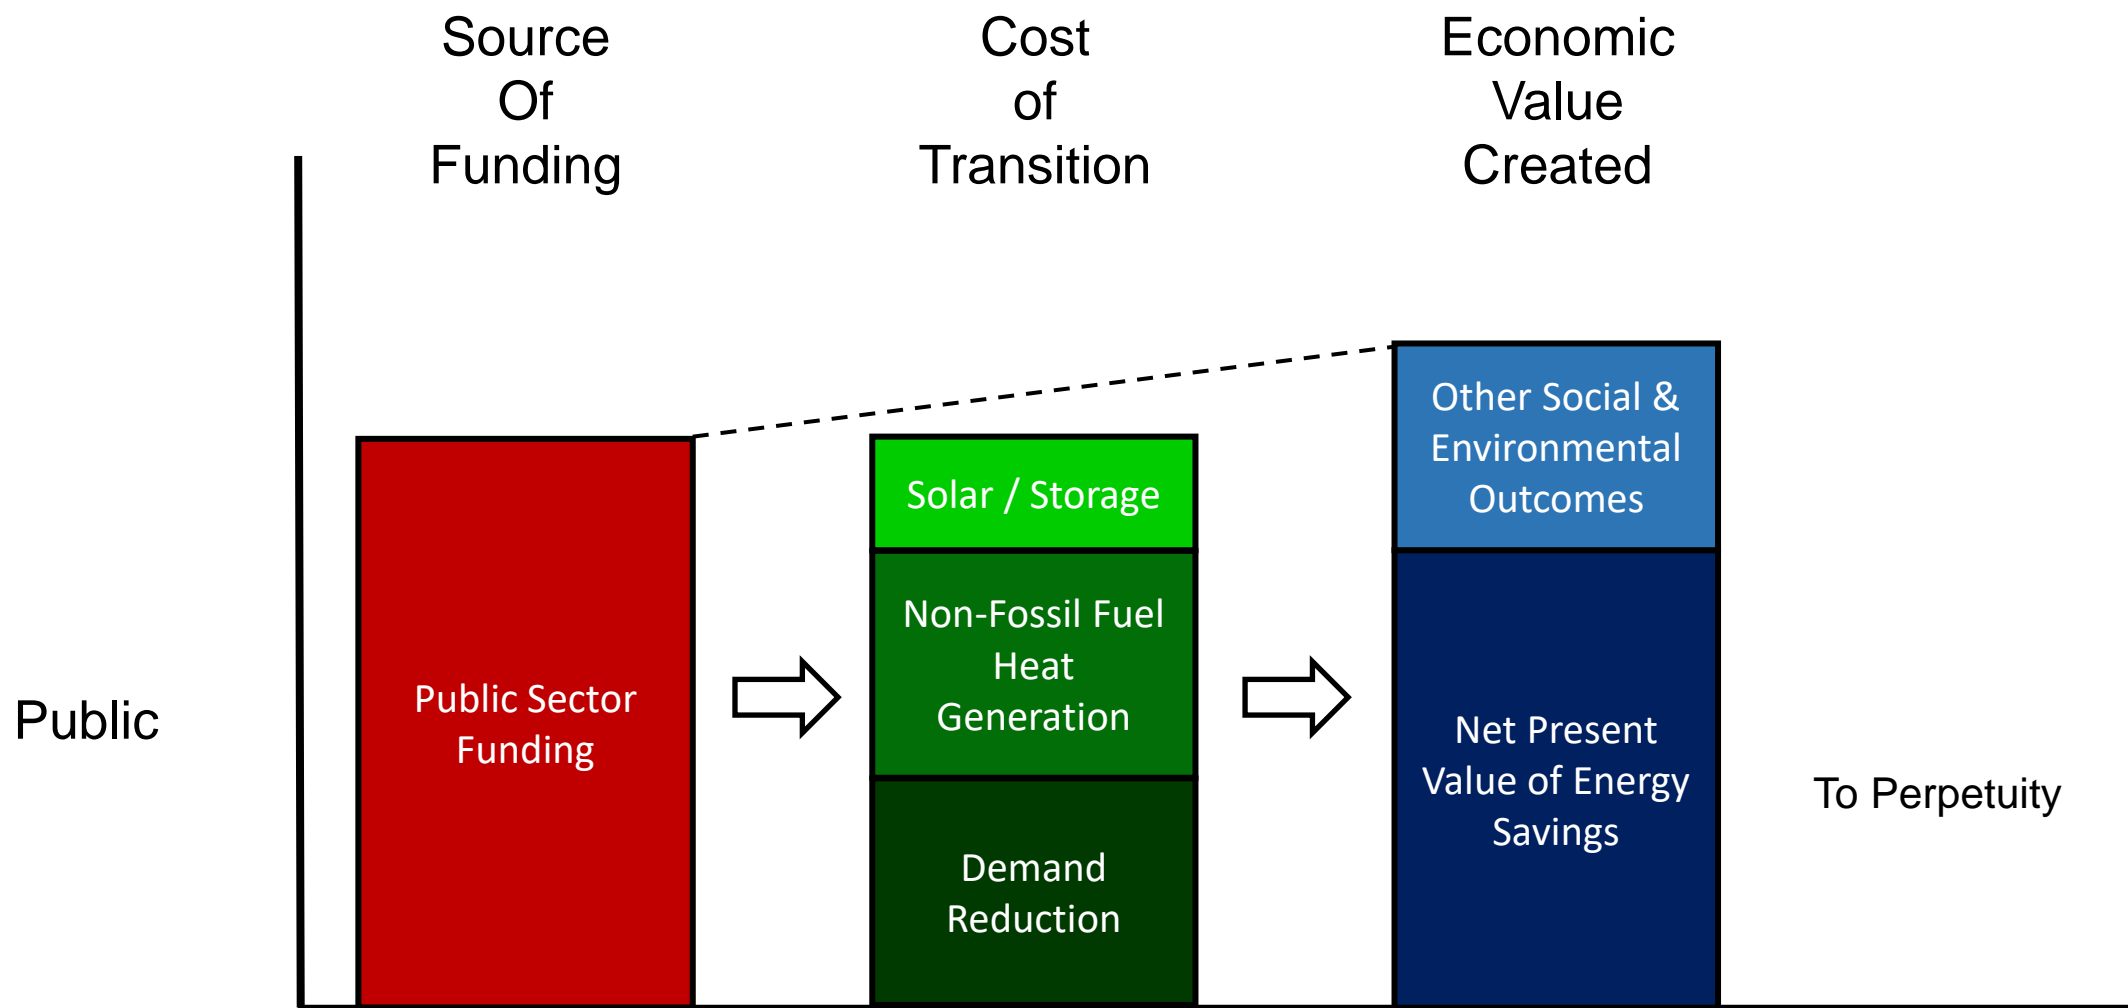 Source
Of
Funding
Cost
of
Transition
Economic
Value
Created
Public
Public Sector
Funding
Solar / Storage
Non-Fossil Fuel
Heat
Generation
Demand
Reduction
Other Social &
Environmental
Outcomes
Net Present
Value of Energy
Savings
To Perpetuity